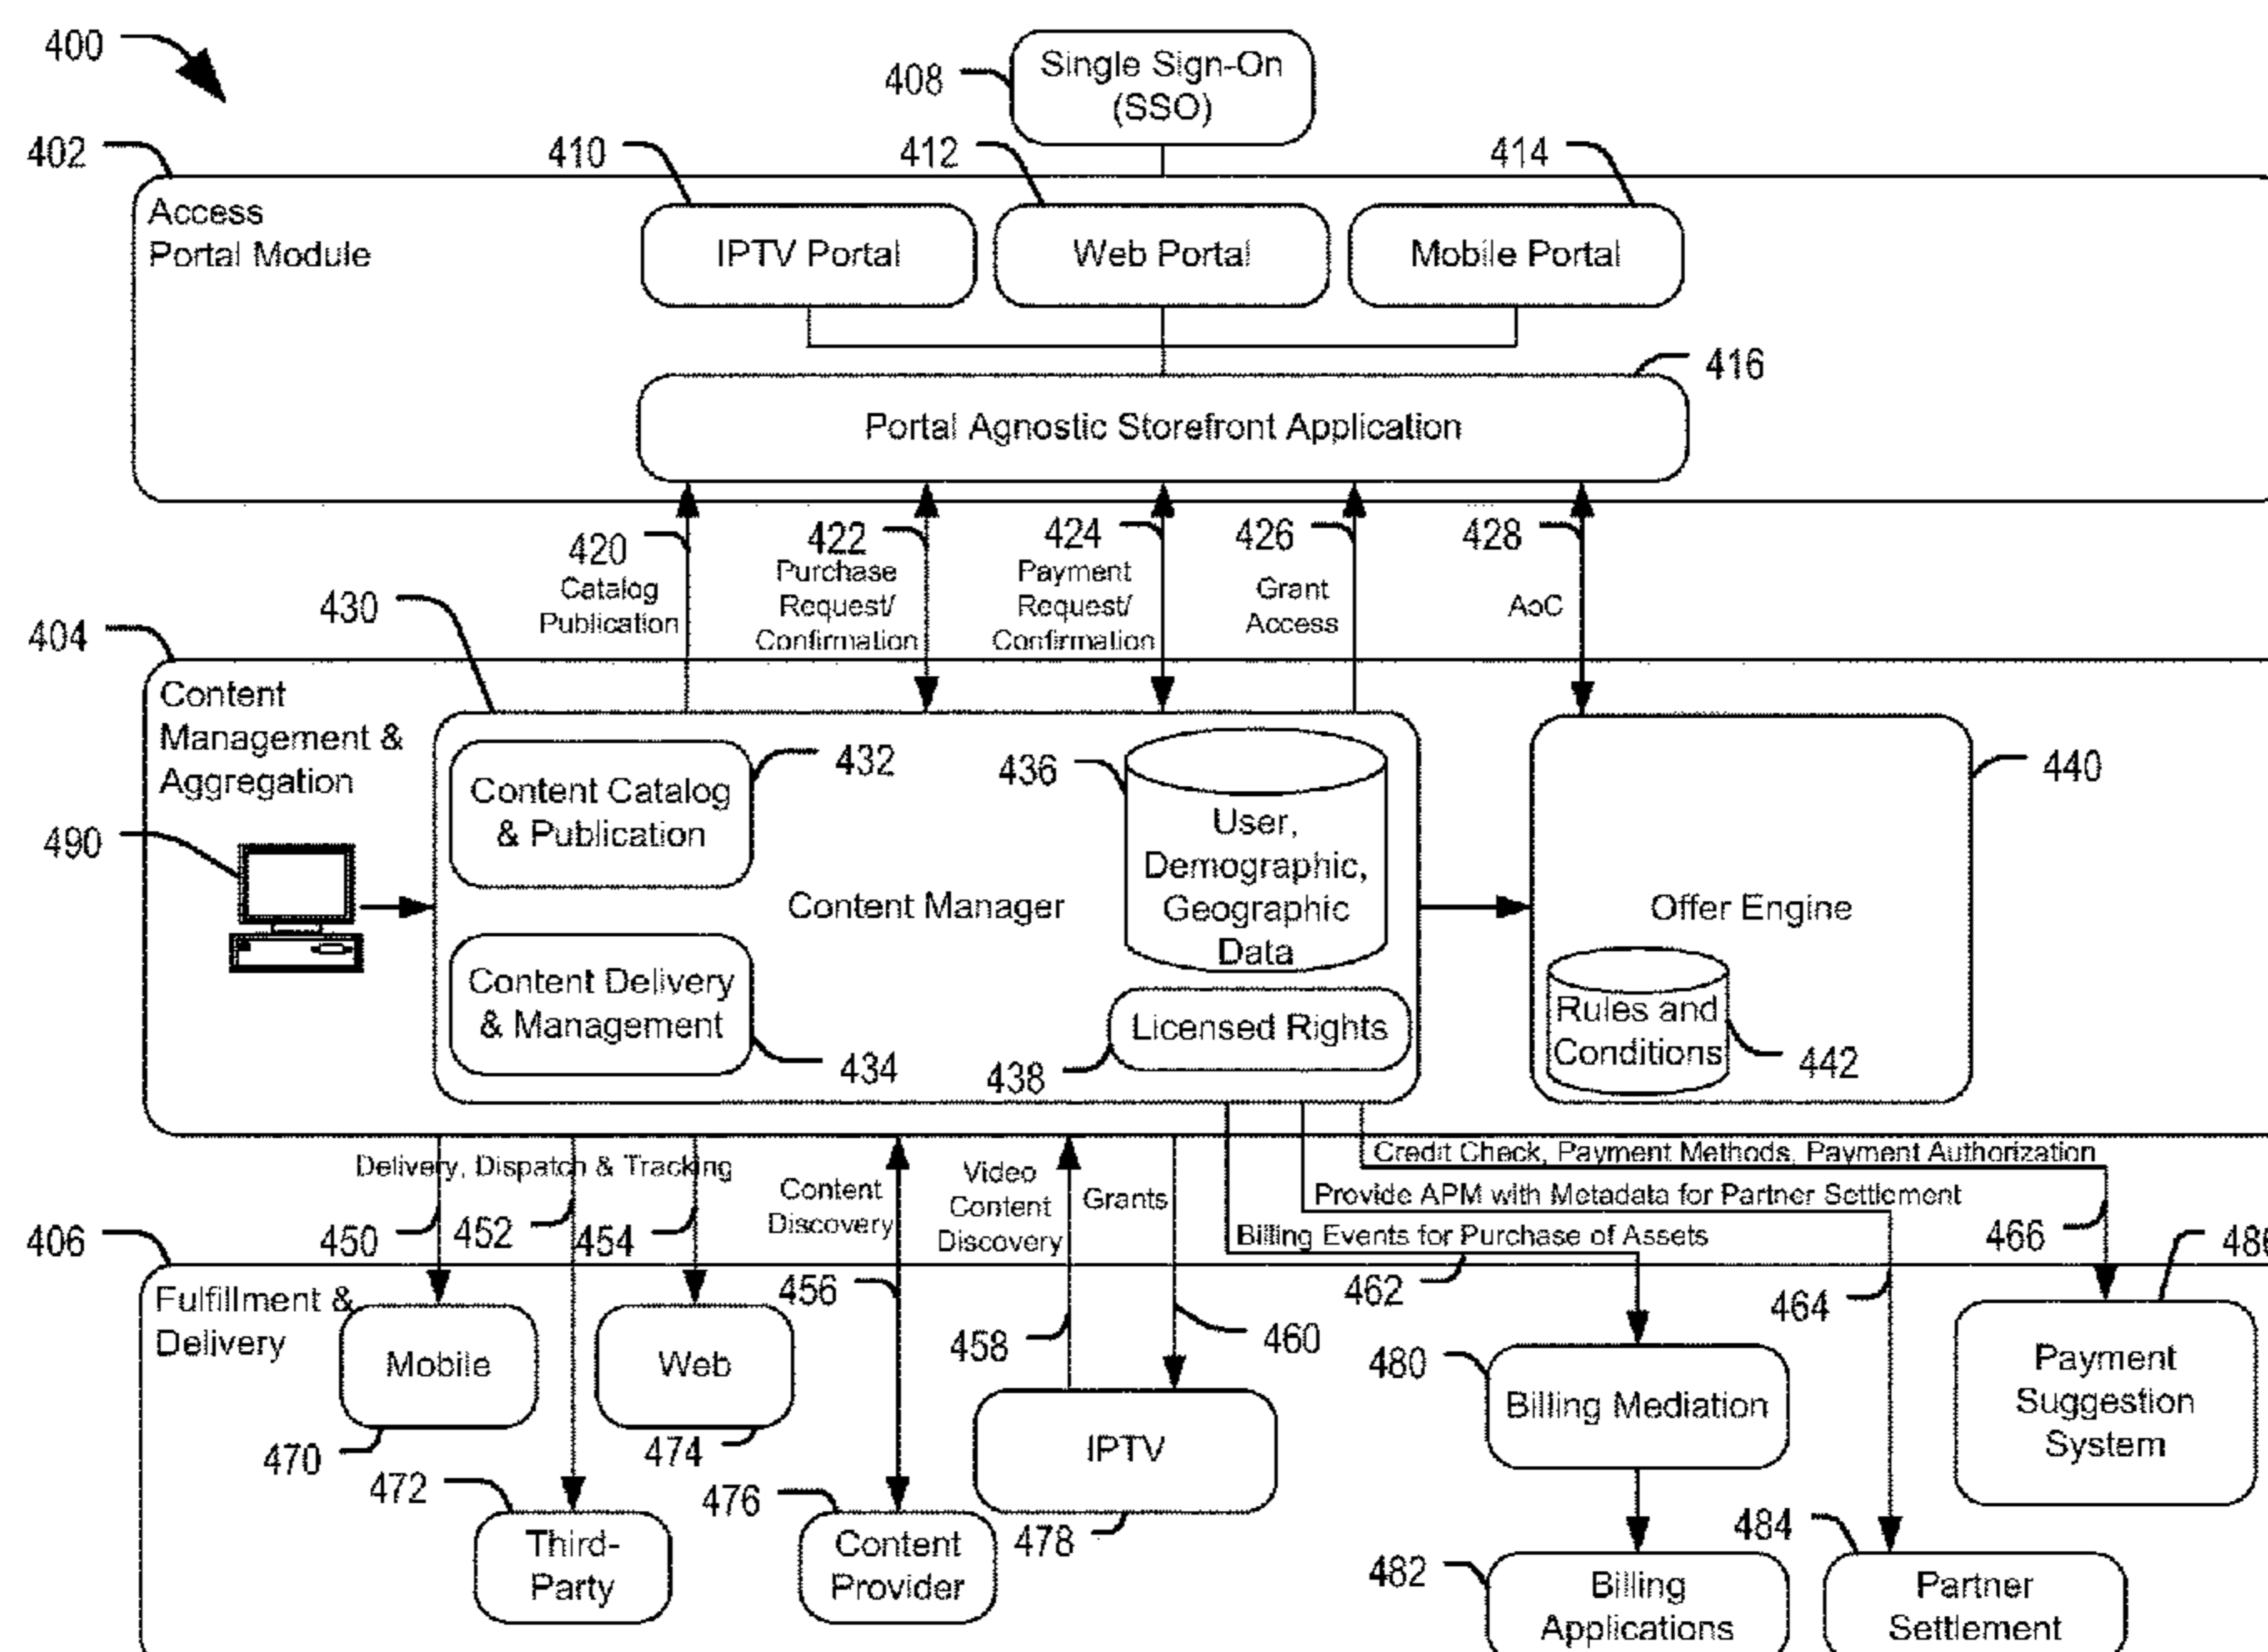 400
408
Single Sign-On
(SSO)
402
410
412
414
Access
Portal Module
IPTV Portal
Web Portal
Mobile Portal
416
Portal Agnostic Storefront Application
420
Catalog
Publication
422
Purchase
Request/
Confirmation
424
Payment
Request/
Confirmation
426
Grant
Access
428
AoC
430
404
Content
Management &
Aggregation
490
Content Catalog
& Publication
432
436
User,
Demographic,
Geographic
Data
440
Content Manager
Offer Engine
Content Delivery
& Management
434
Licensed Rights
438
Rules and
Conditions
442
Delivery, Dispatch & Tracking
450
452
454
Content
Discovery
456
Video
Content
Discovery
458
Grants
460
Credit Check, Payment Methods, Payment Authorization
Provide APM with Metadata for Partner Settlement
Billing Events for Purchase of Assets
462
464
466
406
Fulfillment &
Delivery
Mobile
470
Web
474
472
Third-
Party
476
Content
Provider
IPTV
478
480
Billing Mediation
482
Billing
Applications
484
Partner
Settlement
Payment
Suggestion
System